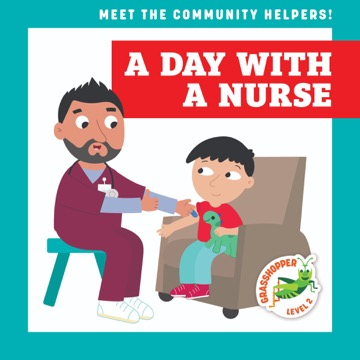 MEET THE COMMUNITY HELPERS!
A DAY WITH
A NURSE
GRASSHOPPER
LEVEL 2